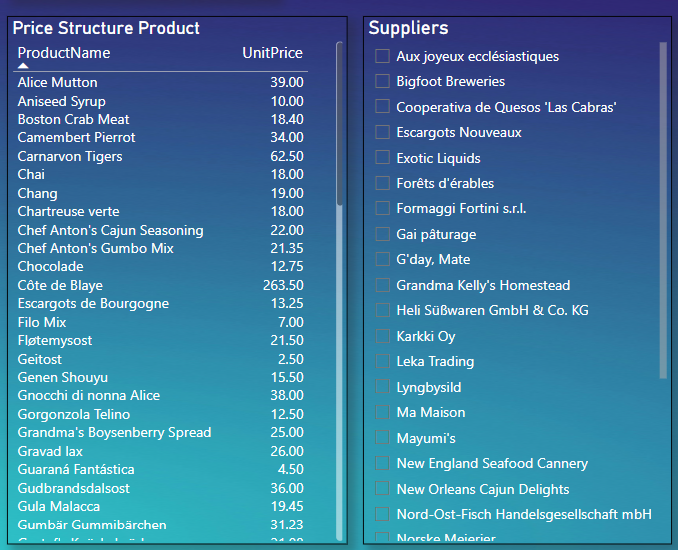 Price Structure Product
ProductName UnitPrice
Alice Mutton 39.00
Aniseed Syrup 10.00
Boston Crab Meat 18.40
Camembert Pierrot 34.00
Carnarvon Tigers 62.50
Chai 18.00
Chang 19.00
Chartreuse verte 18.00
Chef Anton's Cajun Seasoning 22.00
Chef Anton's Gumbo Mix 21.35
Chocolade 12.75
Côte de Blaye 263.50
Escargots de Bourgogne 13.25
Filo Mix 7.00
Fløtemysost 21.50
Geitost 2.50
Genen Shouyu 15.50
Gnocchi di nonna Alice 38.00
Gorgonzola Telino 12.50
Grandma's Boysenberry Spread 25.00
Gravad lax 26.00
Guaraná Fantástica 4.50
Gudbrandsdalsost 36.00
Gula Malacca 19.45
Gumbär Gummibärchen 31.23
Suppliers
Aux joyeux ecclésiastiques
Bigfoot Breweries
Cooperativa de Quesos 'Las Cabras'
Escargots Nouveaux
Exotic Liquids
Forêts d'érables
Formaggi Fortini s.r.l.
Gai pâturage
G'day, Mate
Grandma Kelly's Homestead
Heli Süßwaren GmbH & Co. KG
Karkki Oy
Leka Trading
Lyngbysild
Ma Maison
Mayumi's
New England Seafood Cannery
New Orleans Cajun Delights
Nord-Ost-Fisch Handelsgesellschaft mbH
Norske Meierier